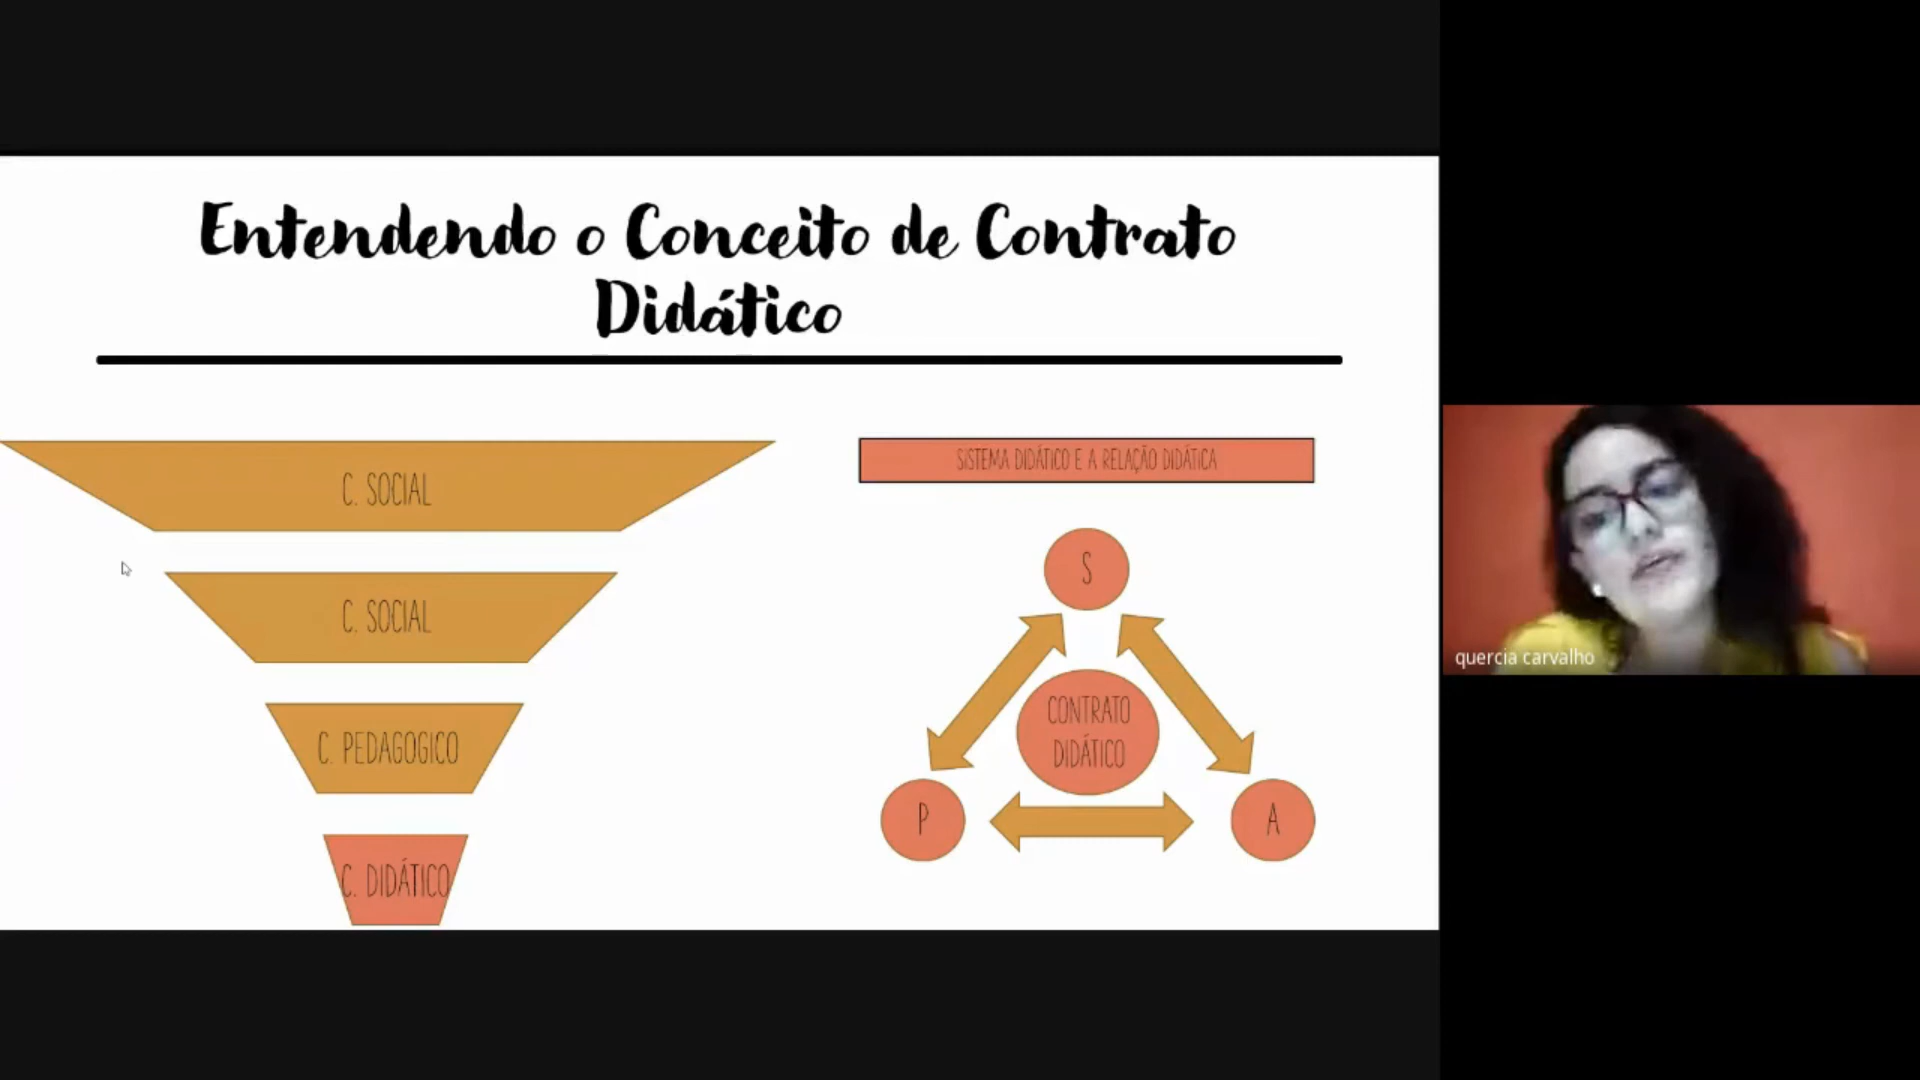 Entendendo o Conceito de Contrato
Didático
C. SOCIAL
C. SOCIAL
C. PEDAGOGICO
C. DIDÁTICO
SISTEMA DIDÁTICO E A RELAÇÃO DIDÁTICA
S
CONTRATO
DIDÁTICO
P
A
quercia carvalho